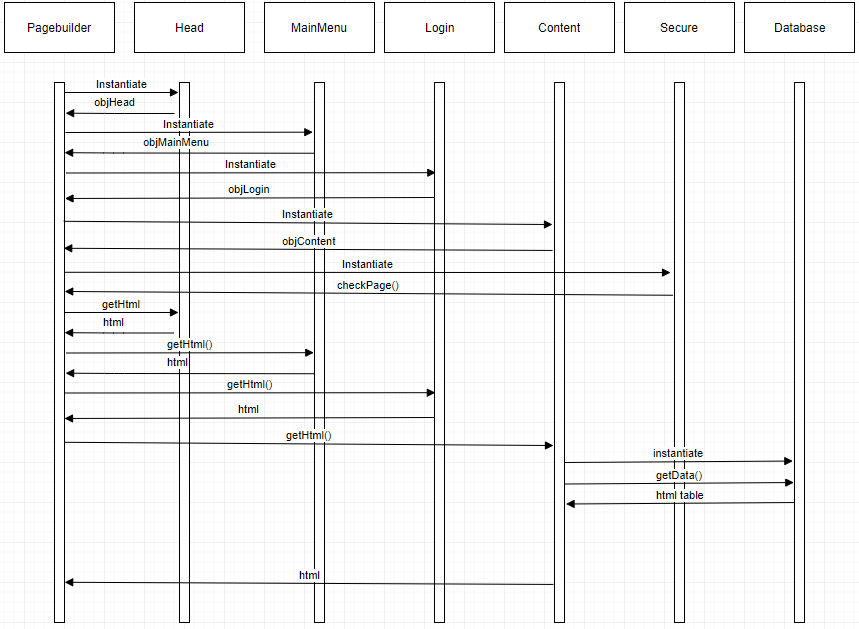 Pagebuilder
Head
MainMenu
Login
Content
Secure
Database
Instantiate
objHead
Instantiate
objMainMenu
Instantiate
objLogin
Instantiate
objContent
Instantiate
checkPage()
getHtml
html
getHtml()
html
getHtml()
html
getHtml()
instantiate
getData()
html table
html